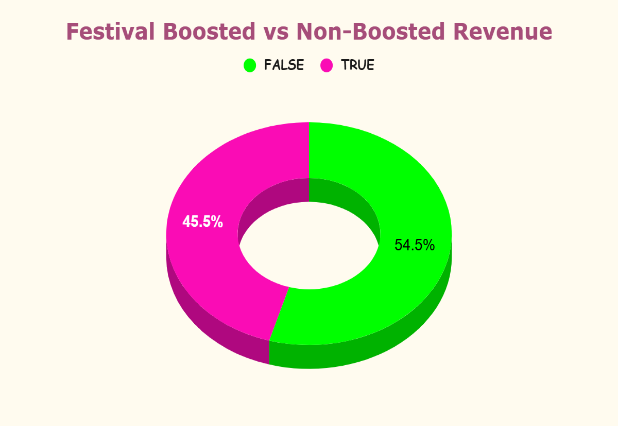 Festival Boosted vs Non-Boosted Revenue
FALSE TRUE
45.5%
54.5%